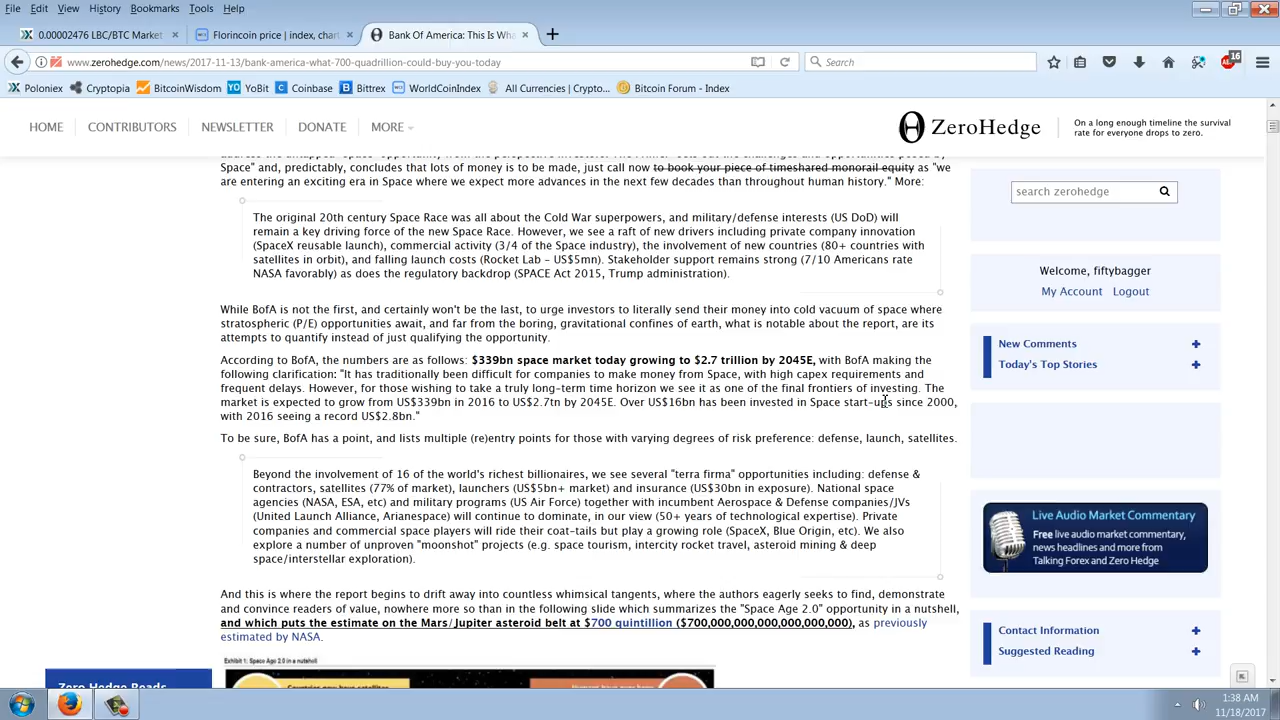 File Edit View History Bookmarks Tools Help
0.00002476 LBC/BTC Market ×
Florincoin price | index, chart ×
Bank Of America: This Is Wha ×
www.zerohedge.com/news/2017-11-13/bank-america-what-700-quadrillion-could-buy-you-today
Search
16
Poloniex Cryptopia BitcoinWisdom YoBit Coinbase Bittrex WorldCoinIndex All Currencies | Crypto... Bitcoin Forum - Index
HOME CONTRIBUTORS NEWSLETTER DONATE MORE
ZeroHedge
On a long enough timeline the survival
rate for everyone drops to zero.
Space" and, predictably, concludes that lots of money is to be made, just call now to book your piece of timeshared monorail equity as "we
are entering an exciting era in Space where we expect more advances in the next few decades than throughout human history." More:
The original 20th century Space Race was all about the Cold War superpowers, and military/defense interests (US DoD) will
remain a key driving force of the new Space Race. However, we see a raft of new drivers including private company innovation
(SpaceX reusable launch), commercial activity (3/4 of the Space industry), the involvement of new countries (80+ countries with
satellites in orbit), and falling launch costs (Rocket Lab – US$5mn). Stakeholder support remains strong (7/10 Americans rate
NASA favorably) as does the regulatory backdrop (SPACE Act 2015, Trump administration).
While BofA is not the first, and certainly won't be the last, to urge investors to literally send their money into cold vacuum of space where
stratospheric (P/E) opportunities await, and far from the boring, gravitational confines of earth, what is notable about the report, are its
attempts to quantify instead of just qualifying the opportunity.
According to BofA, the numbers are as follows: $339bn space market today growing to $2.7 trillion by 2045E, with BofA making the
following clarification: "It has traditionally been difficult for companies to make money from Space, with high capex requirements and
frequent delays. However, for those wishing to take a truly long-term time horizon we see it as one of the final frontiers of investing. The
market is expected to grow from US$339bn in 2016 to US$2.7tn by 2045E. Over US$16bn has been invested in Space start-ups since 2000,
with 2016 seeing a record US$2.8bn."
To be sure, BofA has a point, and lists multiple (re)entry points for those with varying degrees of risk preference: defense, launch, satellites.
Beyond the involvement of 16 of the world's richest billionaires, we see several "terra firma" opportunities including: defense &
contractors, satellites (77% of market), launchers (US$5bn+ market) and insurance (US$30bn in exposure). National space
agencies (NASA, ESA, etc) and military programs (US Air Force) together with incumbent Aerospace & Defense companies/JVs
(United Launch Alliance, Arianespace) will continue to dominate, in our view (50+ years of technological expertise). Private
companies and commercial space players will ride their coat-tails but play a growing role (SpaceX, Blue Origin, etc). We also
explore a number of unproven "moonshot" projects (e.g. space tourism, intercity rocket travel, asteroid mining & deep
space/interstellar exploration).
And this is where the report begins to drift away into countless whimsical tangents, where the authors eagerly seeks to find, demonstrate
and convince readers of value, nowhere more so than in the following slide which summarizes the "Space Age 2.0" opportunity in a nutshell,
and which puts the estimate on the Mars/Jupiter asteroid belt at $700 quintillion ($700,000,000,000,000,000,000), as previously
estimated by NASA.
Exhibit 1: Space Age 2.0 in a nutshell
Countries now have satellites
Zero Hedge Reads
search zerohedge
Welcome, fiftybagger
My Account Logout
New Comments
Today's Top Stories
Live Audio Market Commentary
Free live audio market commentary,
news headlines and more from
Talking Forex and Zero Hedge
Contact Information
Suggested Reading
1:38 AM
11/18/2017